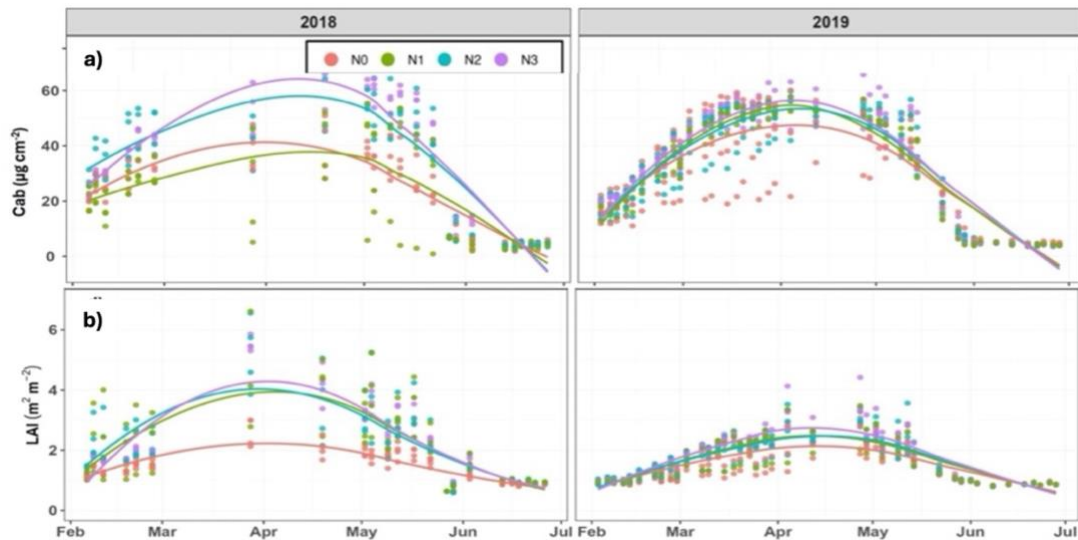 2018 2019
a) N0 N1 N2 N3
60
40
20
0
Cab (µg cm-2)
b)
6
4
2
0
LAI (m² m⁻²)
Feb Mar Apr May Jun Jul Feb Mar Apr May Jun Jul